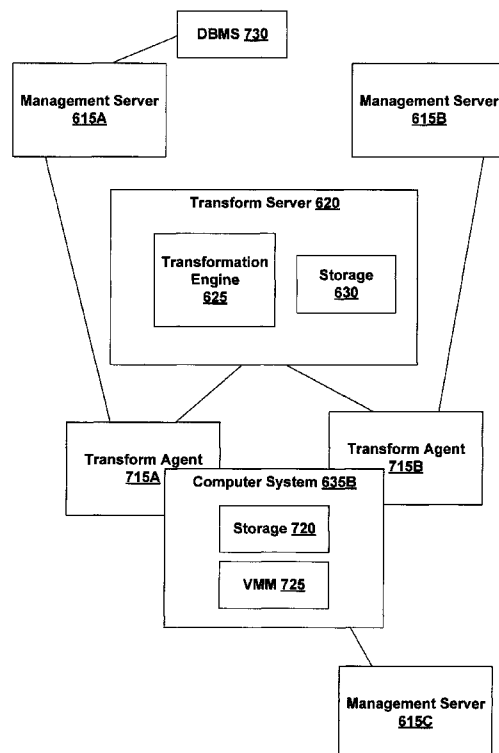 DBMS 730
Management Server
615A
Management Server
615B
Transform Server 620
Transformation
Engine
625
Storage
630
Transform Agent
715A
Transform Agent
715B
Computer System 635B
Storage 720
VMM 725
Management Server
615C